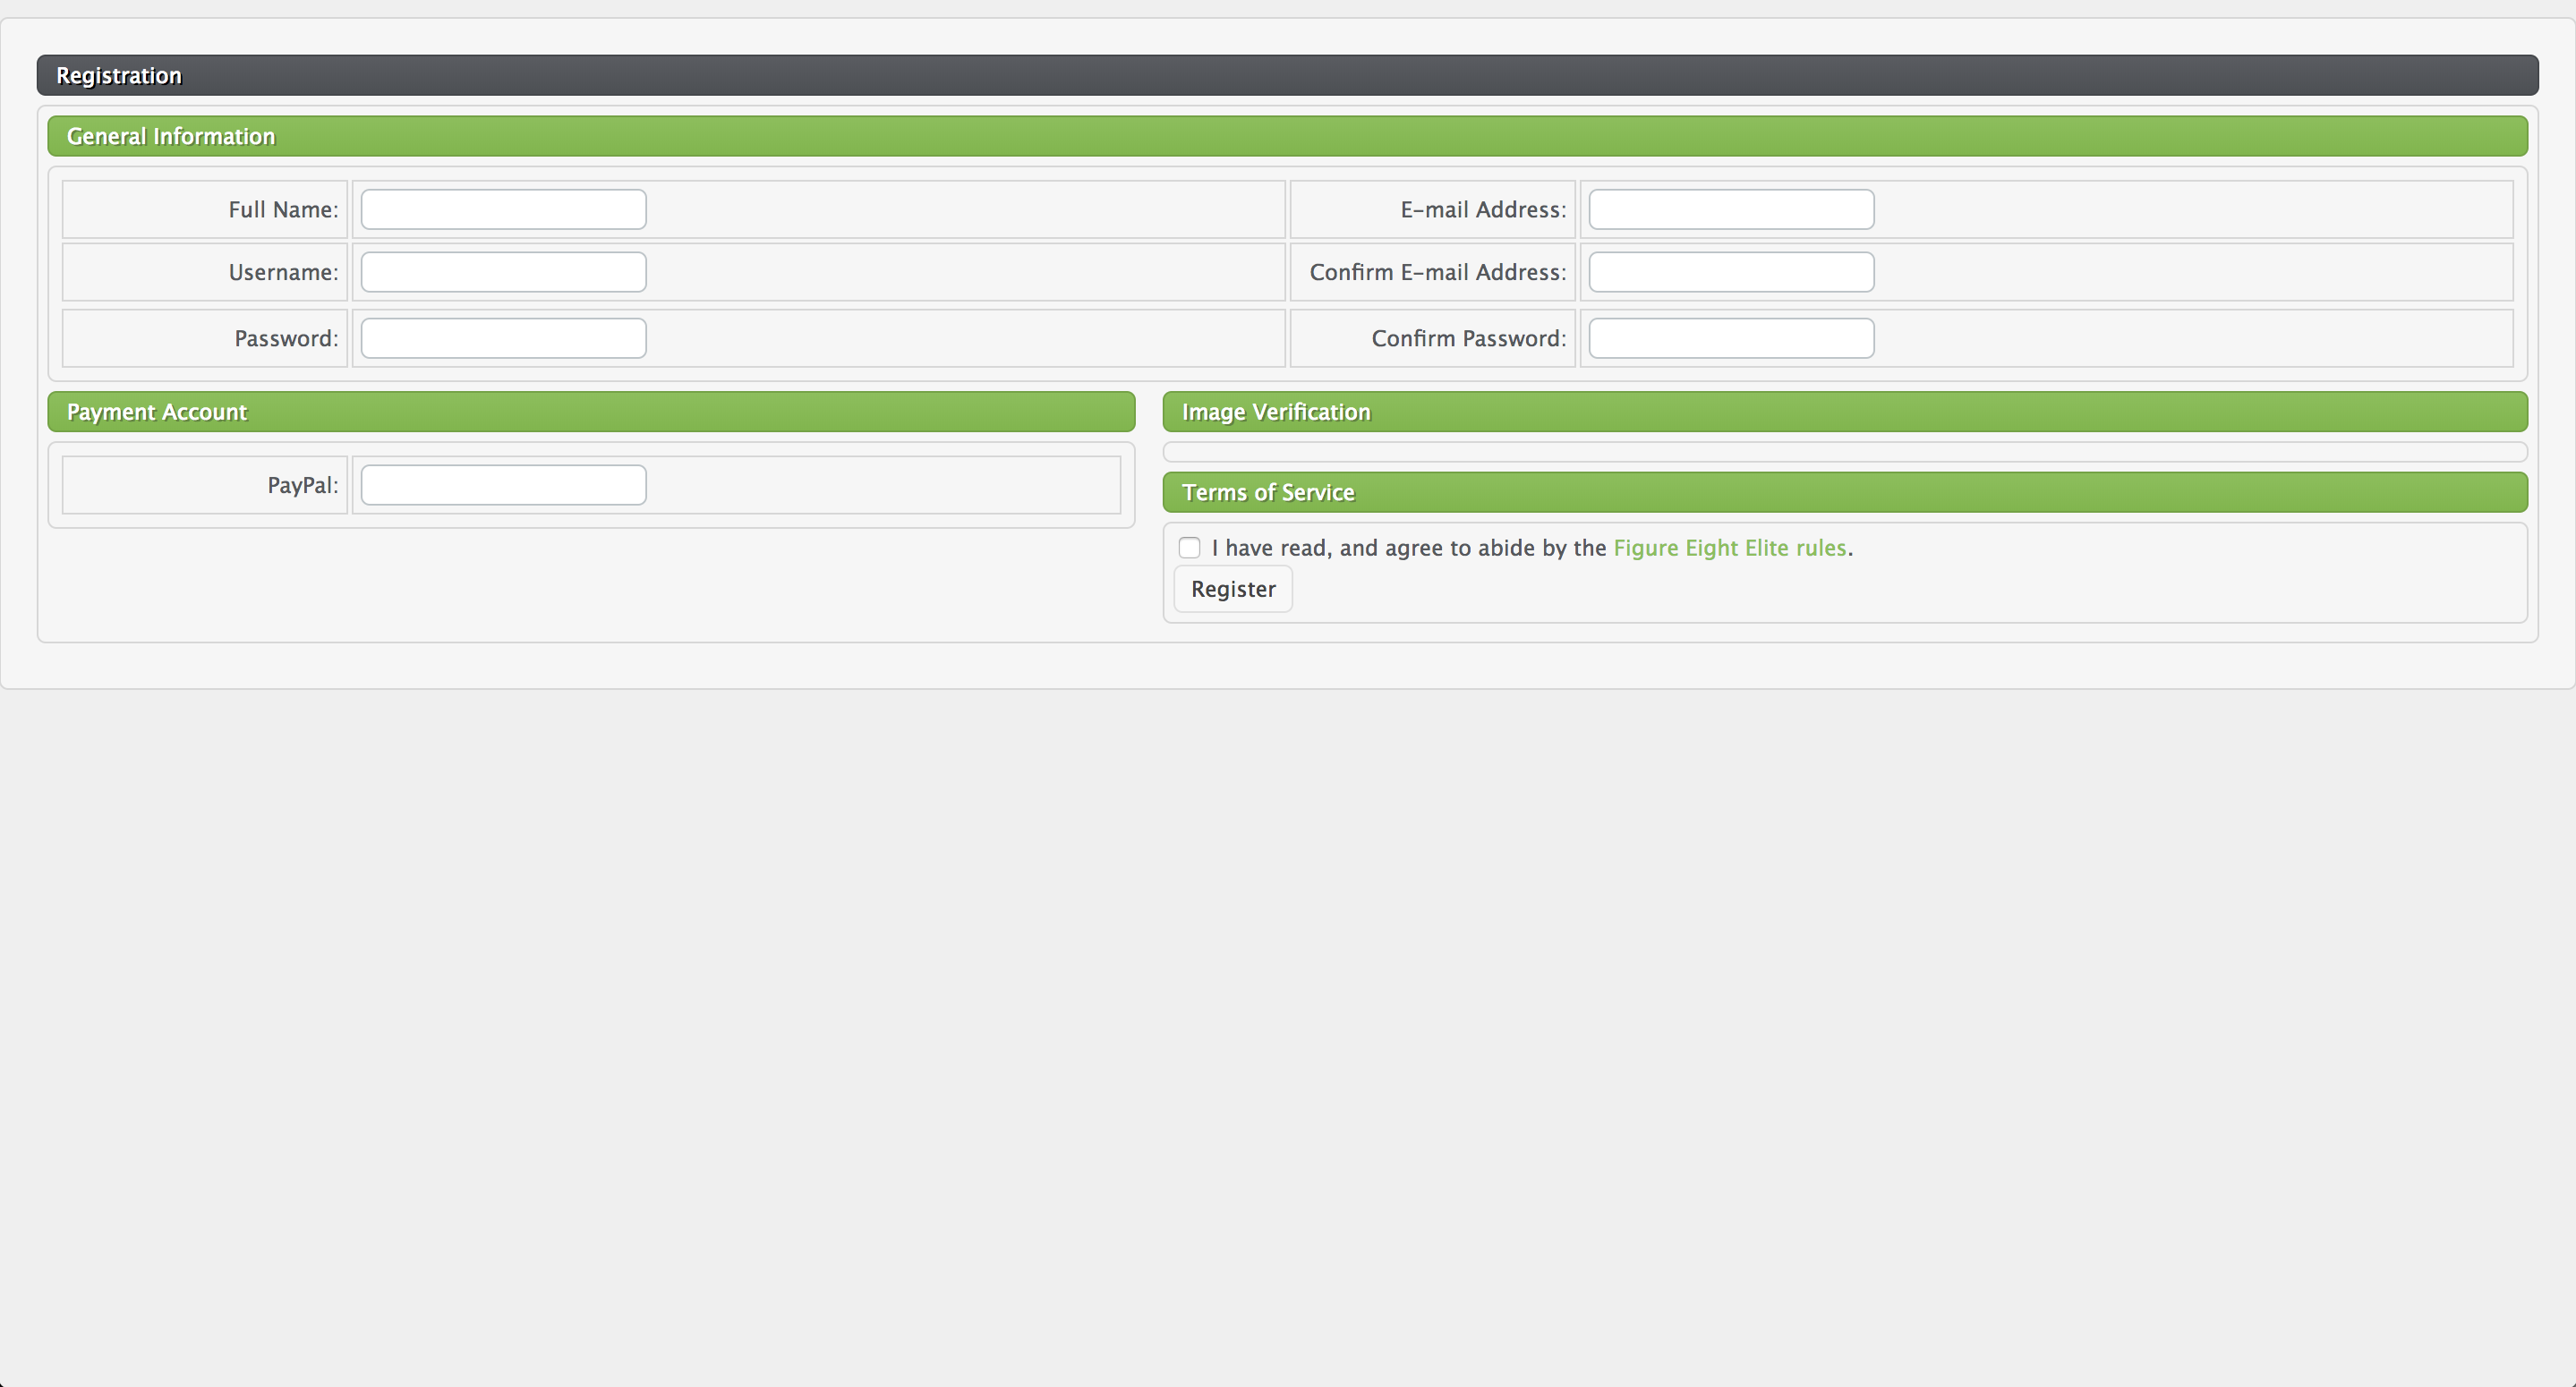 Registration
General Information
Full Name:
E-mail Address:
Username:
Confirm E-mail Address:
Password:
Confirm Password:
Payment Account
Image Verification
PayPal:
Terms of Service
I have read, and agree to abide by the Figure Eight Elite rules.
Register